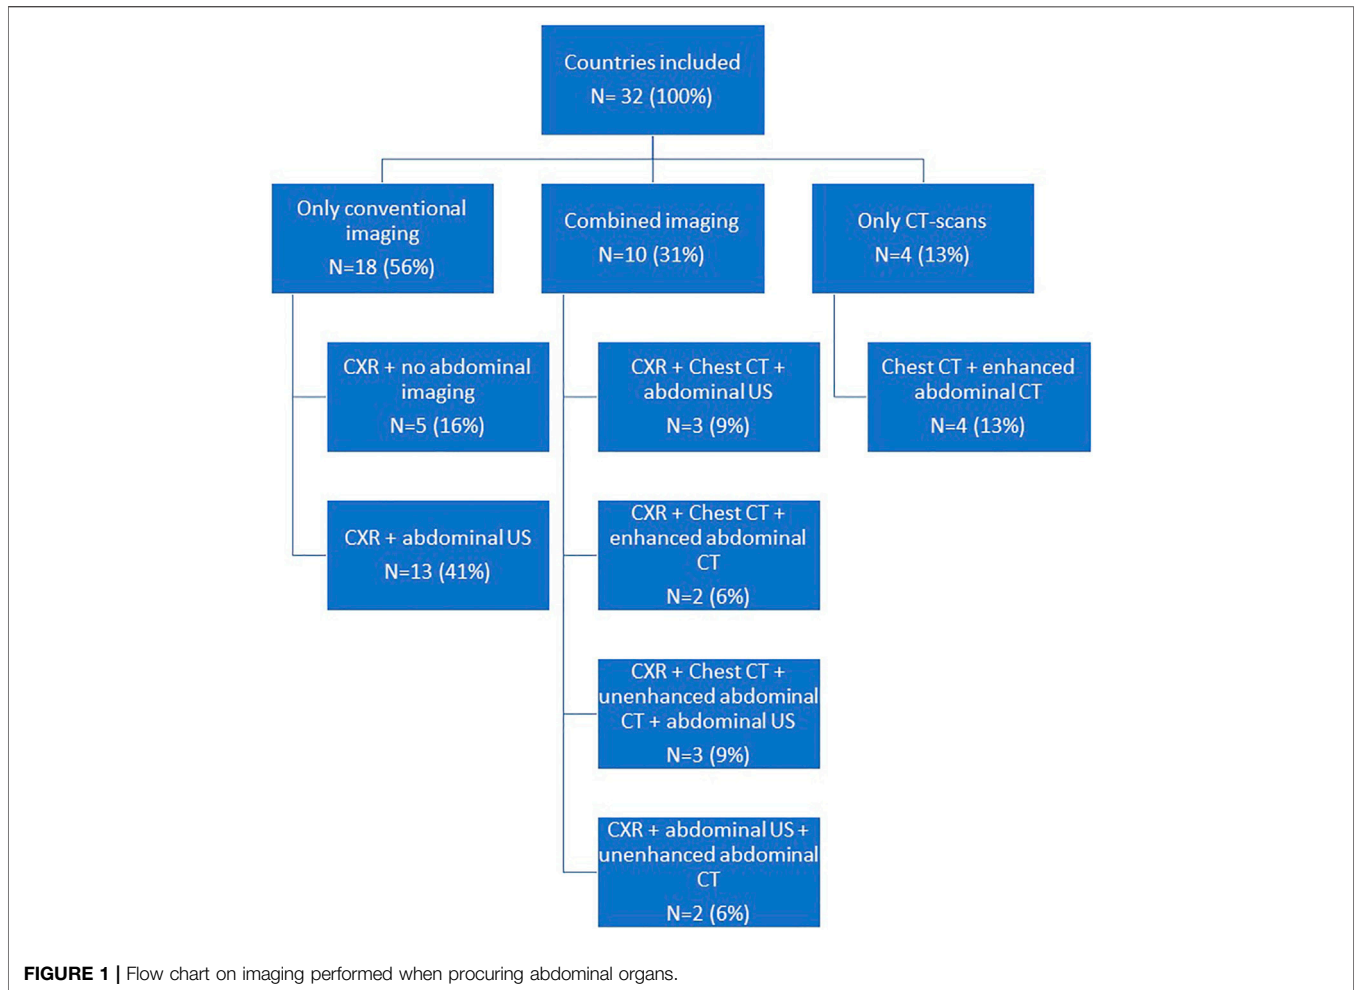 Countries included
N= 32 (100%)
Only conventional
imaging
N=18 (56%)
Combined imaging
N=10 (31%)
Only CT-scans
N=4 (13%)
CXR + no abdominal
imaging
N=5 (16%)
CXR + abdominal US
N=13 (41%)
CXR + Chest CT +
abdominal US
N=3 (9%)
CXR + Chest CT +
enhanced abdominal
CT
N=2 (6%)
CXR + Chest CT +
unenhanced abdominal
CT + abdominal US
N=3 (9%)
CXR + abdominal US +
unenhanced abdominal
CT
N=2 (6%)
Chest CT + enhanced
abdominal CT
N=4 (13%)
FIGURE 1 | Flow chart on imaging performed when procuring abdominal organs.